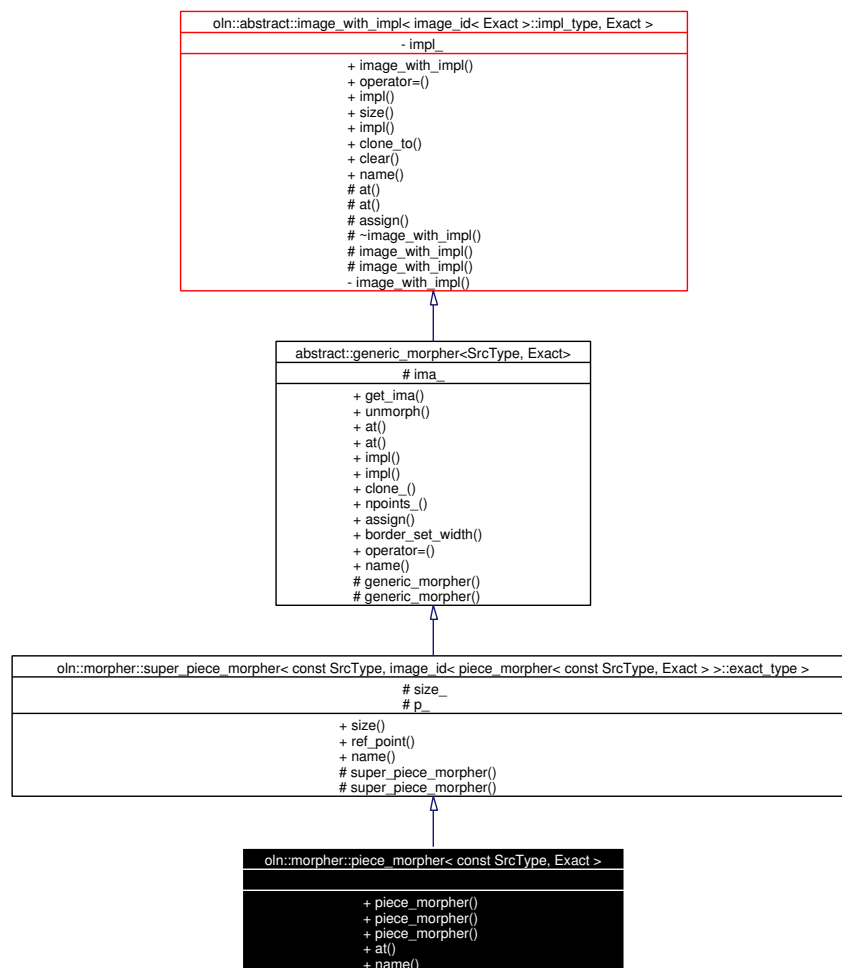 oln::abstract::image_with_impl< image_id< Exact >::impl_type, Exact >
- impl_
+ image_with_impl()
+ operator=()
+ impl()
+ size()
+ impl()
+ clone_to()
+ clear()
+ name()
# at()
# at()
# assign()
# ~image_with_impl()
# image_with_impl()
# image_with_impl()
- image_with_impl()
abstract::generic_morpher<SrcType, Exact>
# ima_
+ get_ima()
+ unmorph()
+ at()
+ at()
+ impl()
+ impl()
+ clone_()
+ npoints_()
+ assign()
+ border_set_width()
+ operator=()
+ name()
# generic_morpher()
# generic_morpher()
oln::morpher::super_piece_morpher< const SrcType, image_id< piece_morpher< const SrcType, Exact > >::exact_type >
# size_
# p_
+ size()
+ ref_point()
+ name()
# super_piece_morpher()
# super_piece_morpher()
oln::morpher::piece_morpher< const SrcType, Exact >
+ piece_morpher()
+ piece_morpher()
+ piece_morpher()
+ at()
+ name()